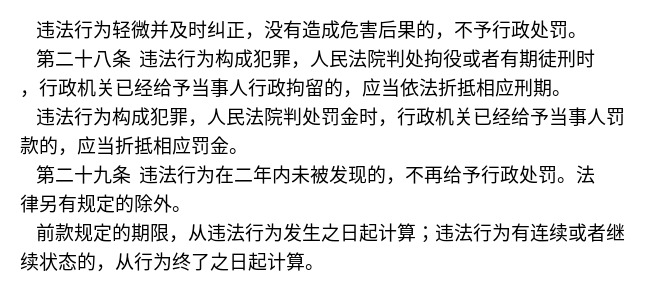 违法行为轻微并及时纠正，没有造成危害后果的，不予行政处罚。
第二十八条 违法行为构成犯罪，人民法院判处拘役或者有期徒刑时
，行政机关已经给予当事人行政拘留的，应当依法折抵相应刑期。
违法行为构成犯罪，人民法院判处罚金时，行政机关已经给予当事人罚
款的，应当折抵相应罚金。
第二十九条 违法行为在二年内未被发现的，不再给予行政处罚。法
律另有规定的除外。
前款规定的期限，从违法行为发生之日起计算；违法行为有连续或者继
续状态的，从行为终了之日起计算。